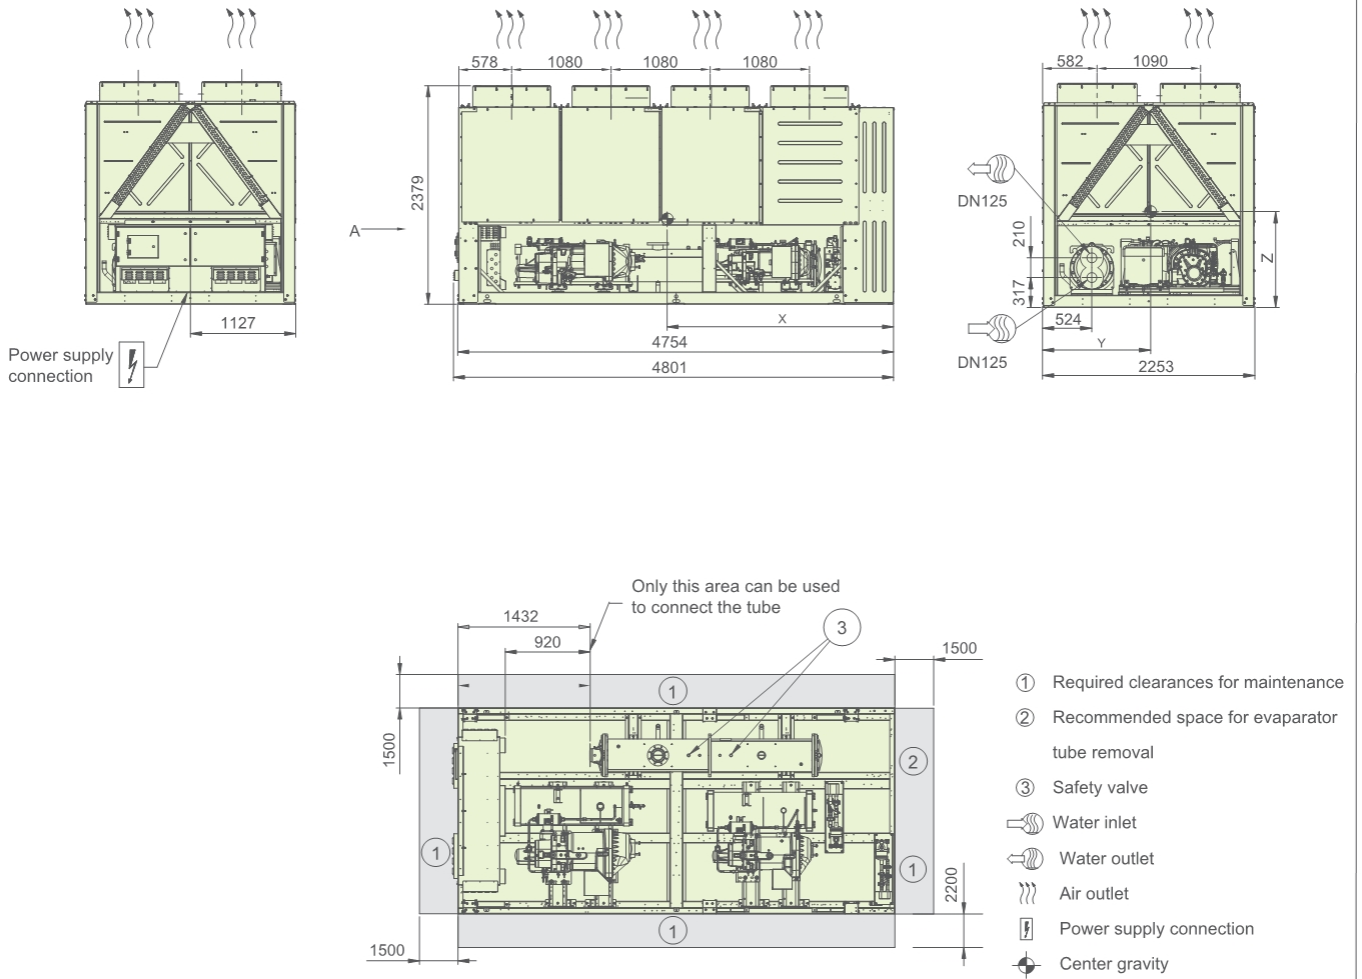 578
1080
1080
1080
582
1090
2379
A
DN125
210
Z
317
1127
X
524
Power supply
connection
4754
Y
DN125
4801
2253
Only this area can be used
to connect the tube
1432
3
920
1500
1
1500
2
1
1
2200
1
1500
1 Required clearances for maintenance
2 Recommended space for evaparator
tube removal
3 Safety valve
Water inlet
Water outlet
Air outlet
Power supply connection
Center gravity